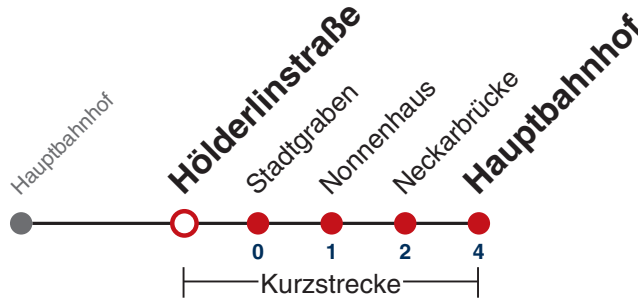 Hauptbahnhof
Hölderlinstraße
Stadtgraben
Nonnenhaus
Neckarbrücke
Hauptbahnhof
0 1 2 4
Kurzstrecke